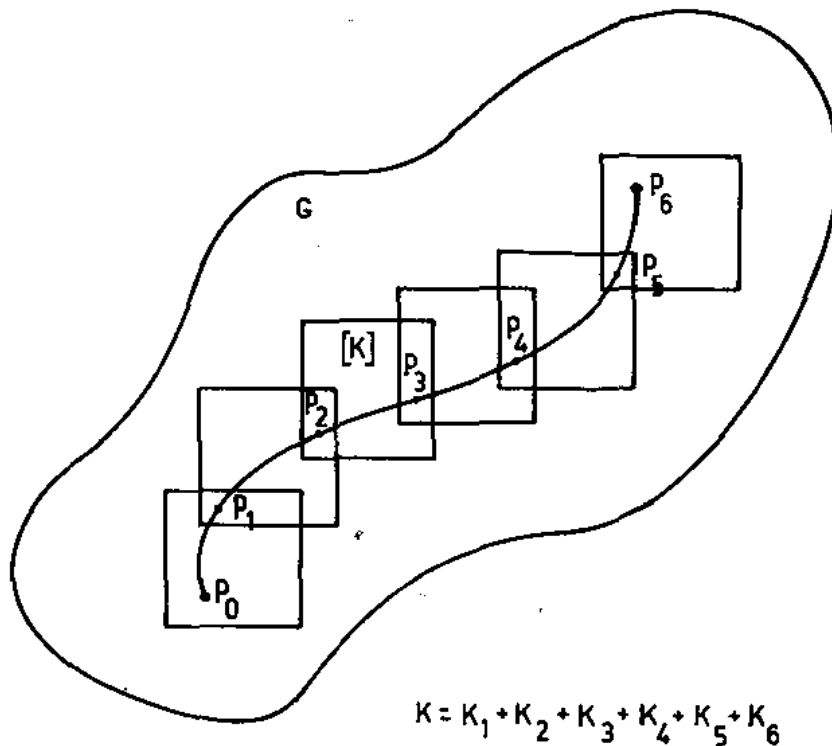 P₆
G
P₅
[K]
P₄
P₃
P₂
P₁
P₀
K = K₁ + K₂ + K₃ + K₄ + K₅ + K₆